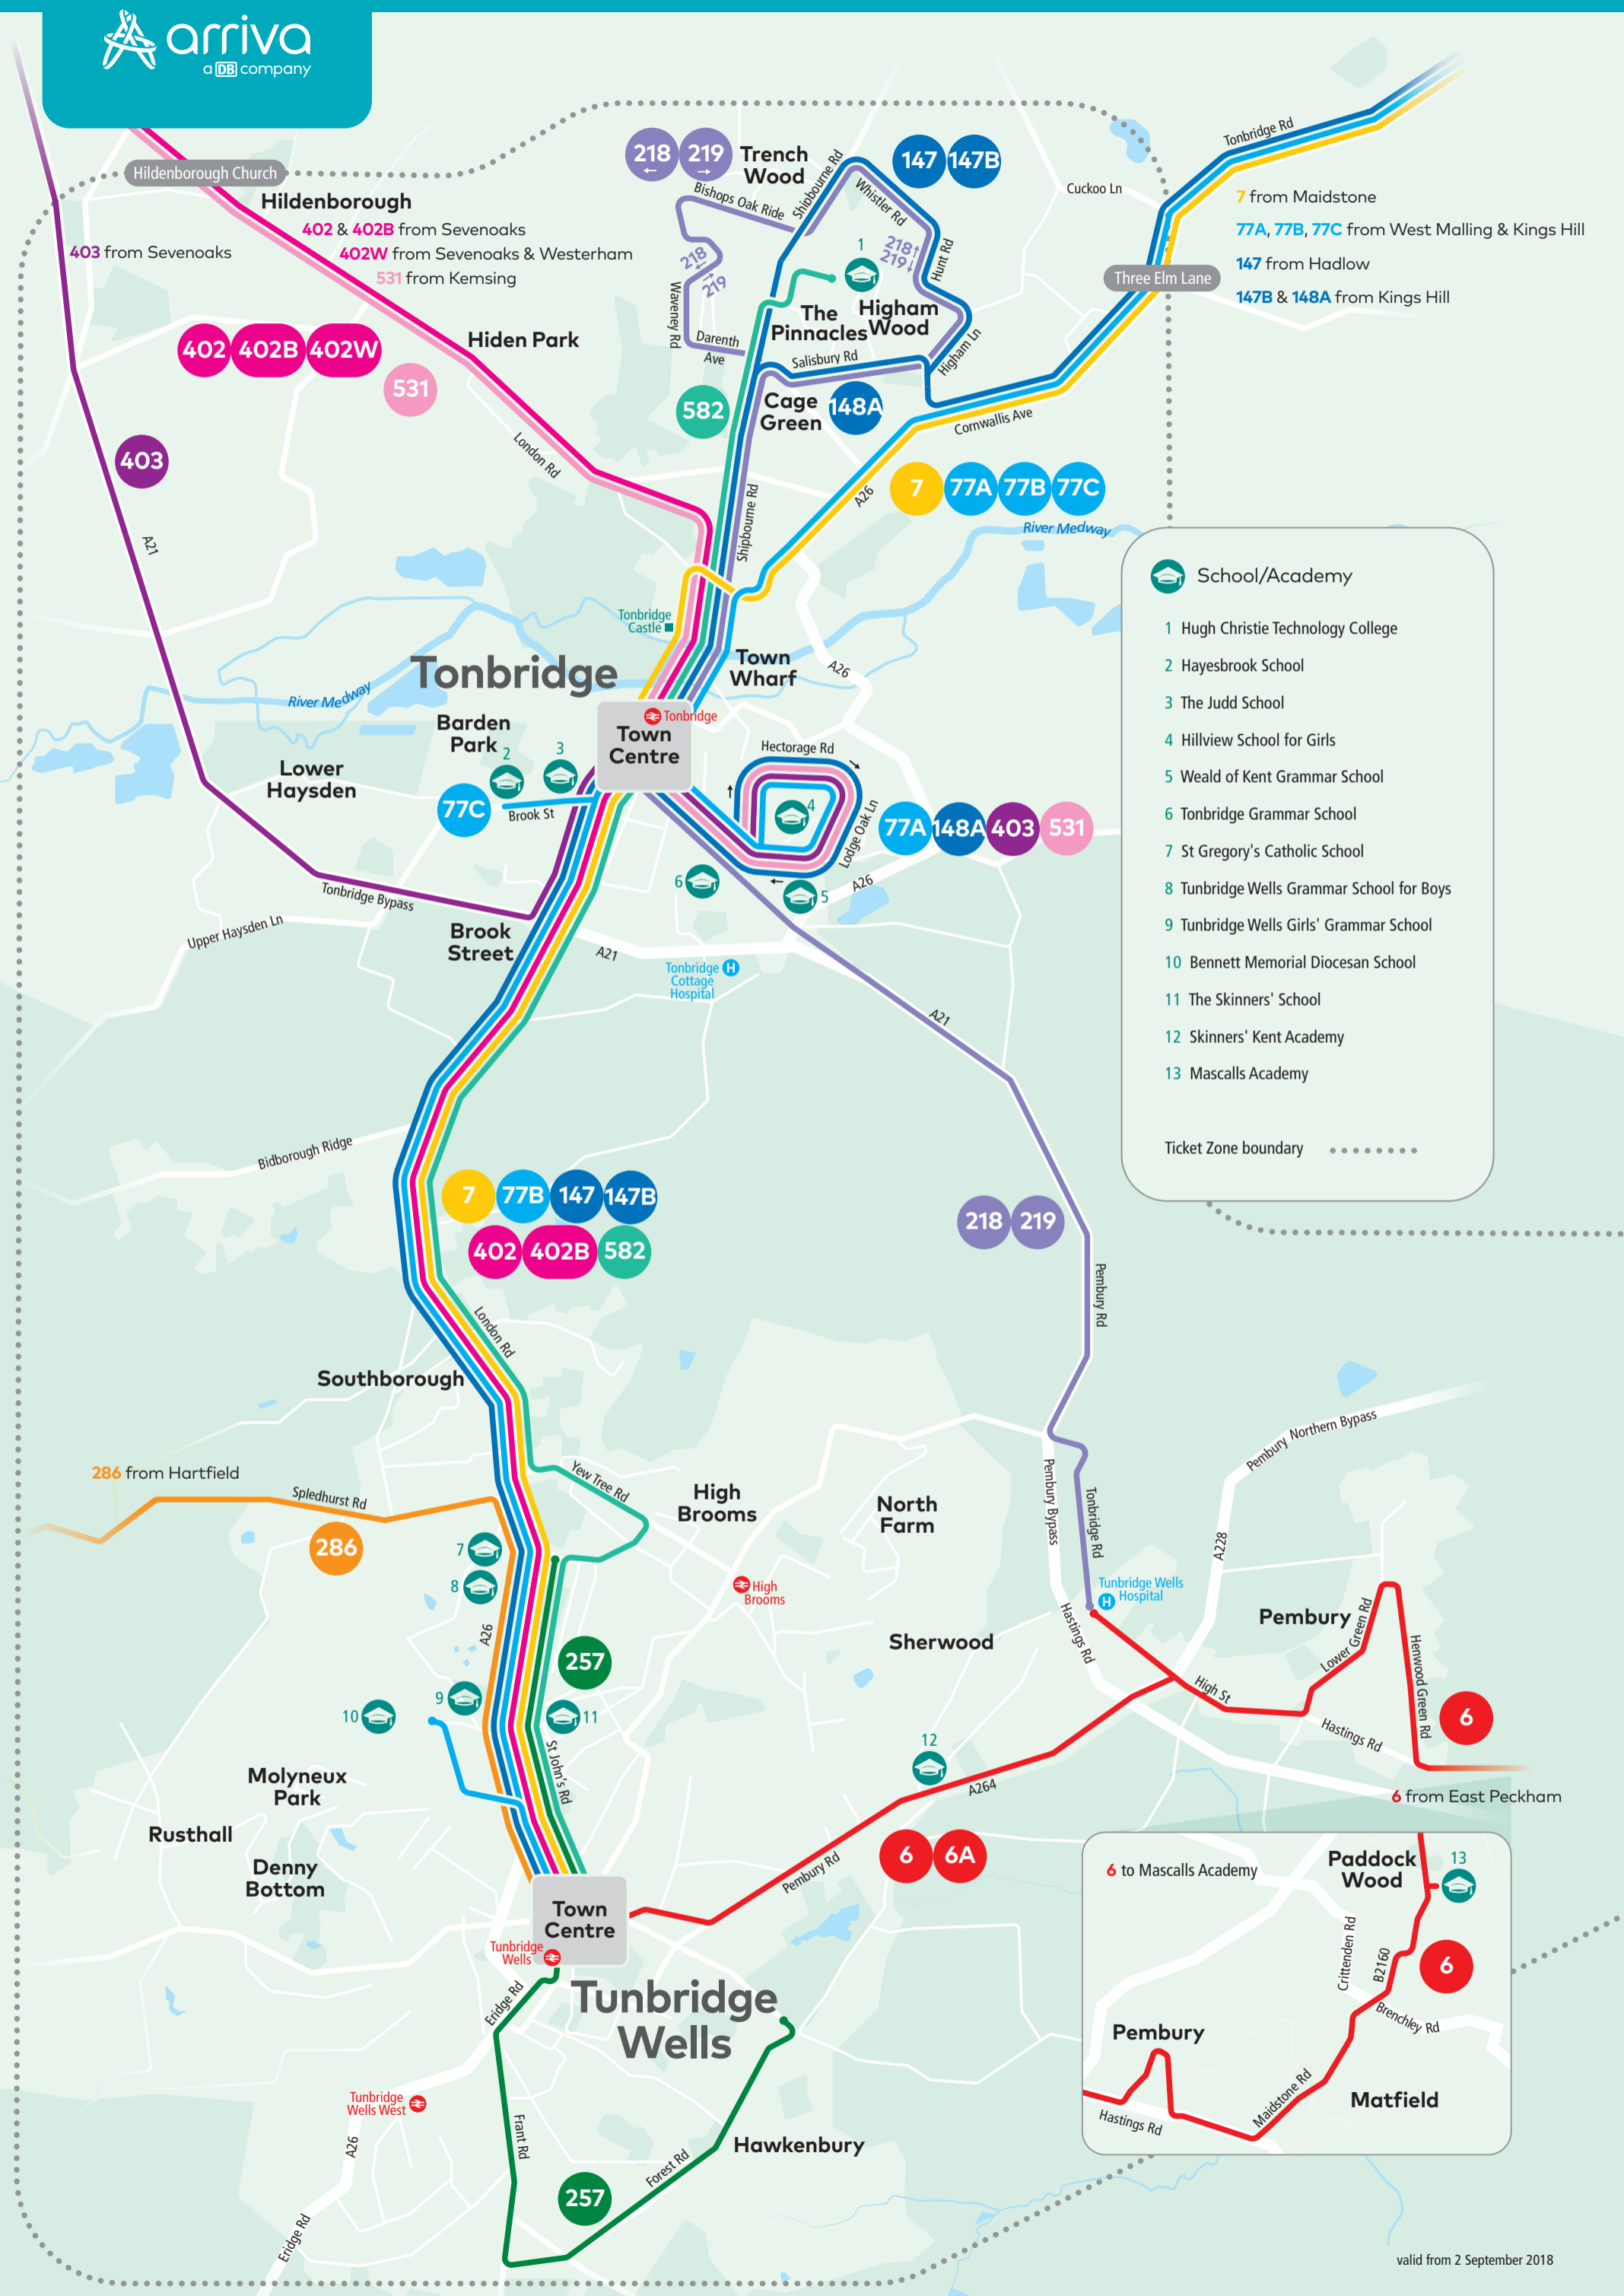 arriva
a DB company
Hildenborough Church
Hildenborough
402 & 402B from Sevenoaks
402W from Sevenoaks & Westerham
531 from Kemsing
403 from Sevenoaks
402 402B 402W
531
Hiden Park
London Rd
403
A21
218 219
Trench
Wood
Bishops Oak Ride
Shipbourne Rd
147 147B
Whistler Rd
218
219
Hunt Rd
218
219
Waveney Rd
Darenth
Ave
1
The
Pinnacles
Higham
Wood
Higham Ln
Salisbury Rd
582
Cage
Green
148A
Cornwallis Ave
Cuckoo Ln
Tonbridge Rd
7 from Maidstone
77A, 77B, 77C from West Malling & Kings Hill
147 from Hadlow
147B & 148A from Kings Hill
Three Elm Lane
7 77A 77B 77C
A26
Shipbourne Rd
River Medway
Tonbridge
Castle
Tonbridge
Town
Wharf
A26
River Medway
Barden
Park
2
3
Tonbridge
Town
Centre
Lower
Haysden
77C
Brook St
Hectorage Rd
4
Lodge Oak Ln
77A 148A 403 531
A26
6
5
Tonbridge Bypass
Upper Haysden Ln
Brook
Street
A21
Tonbridge
Cottage
Hospital
H
A21
School/Academy
1 Hugh Christie Technology College
2 Hayesbrook School
3 The Judd School
4 Hillview School for Girls
5 Weald of Kent Grammar School
6 Tonbridge Grammar School
7 St Gregory's Catholic School
8 Tunbridge Wells Grammar School for Boys
9 Tunbridge Wells Girls' Grammar School
10 Bennett Memorial Diocesan School
11 The Skinners' School
12 Skinners' Kent Academy
13 Mascalls Academy
Ticket Zone boundary
Bidborough Ridge
7 77B 147 147B
402 402B 582
218 219
Pembury Rd
London Rd
Southborough
286 from Hartfield
Spledhurst Rd
286
Yew Tree Rd
High
Brooms
North
Farm
Pembury Bypass
Tonbridge Rd
Pembury Northern Bypass
A228
7
8
High
Brooms
Tunbridge Wells
Hospital
H
A26
257
Sherwood
Hastings Rd
Pembury
Lower Green Rd
Henwood Green Rd
High St
6
Hastings Rd
6 from East Peckham
10
9
11
St John's Rd
12
A264
Molyneux
Park
Rusthall
Denny
Bottom
6 6A
Pembury Rd
Town
Centre
Tunbridge
Wells
Tunbridge
Wells
Eridge Rd
Tunbridge
Wells West
A26
Frant Rd
Forest Rd
Hawkenbury
257
Eridge Rd
6 to Mascalls Academy
Paddock
Wood
13
Crittenden Rd
B2160
6
Brenchley Rd
Pembury
Maidstone Rd
Matfield
Hastings Rd
valid from 2 September 2018